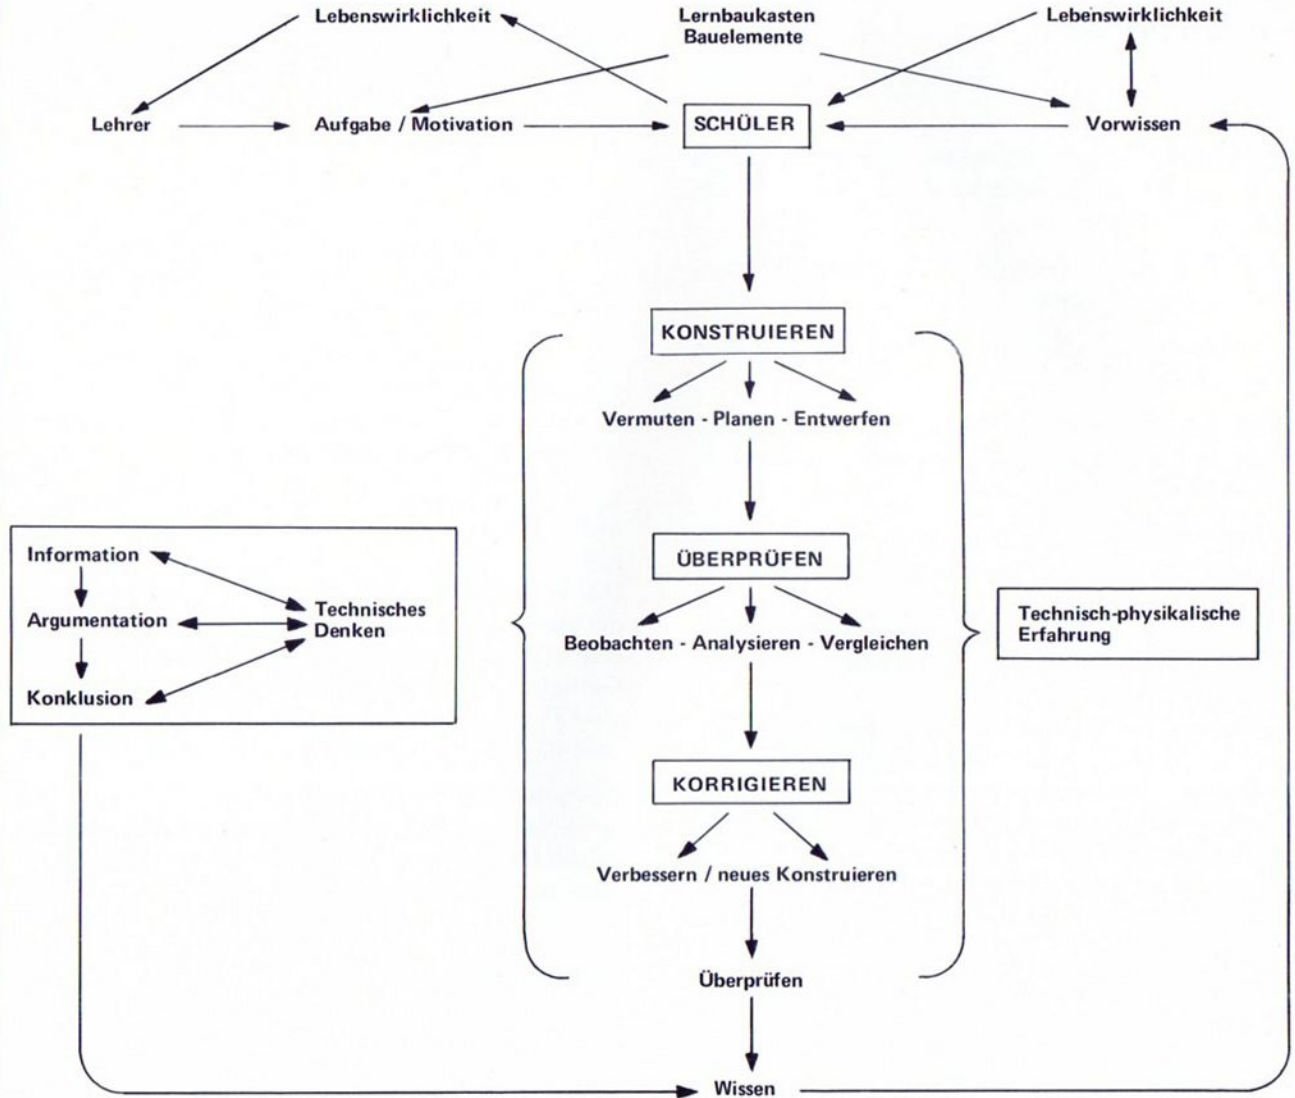 Lebenswirklichkeit
Lernbaukasten
Bauelemente
Lebenswirklichkeit
Lehrer
Aufgabe / Motivation
SCHÜLER
Vorwissen
KONSTRUIEREN
Vermuten - Planen - Entwerfen
Information
Argumentation
Konklusion
Technisches
Denken
ÜBERPRÜFEN
Beobachten - Analysieren - Vergleichen
Technisch-physikalische
Erfahrung
KORRIGIEREN
Verbessern / neues Konstruieren
Überprüfen
Wissen